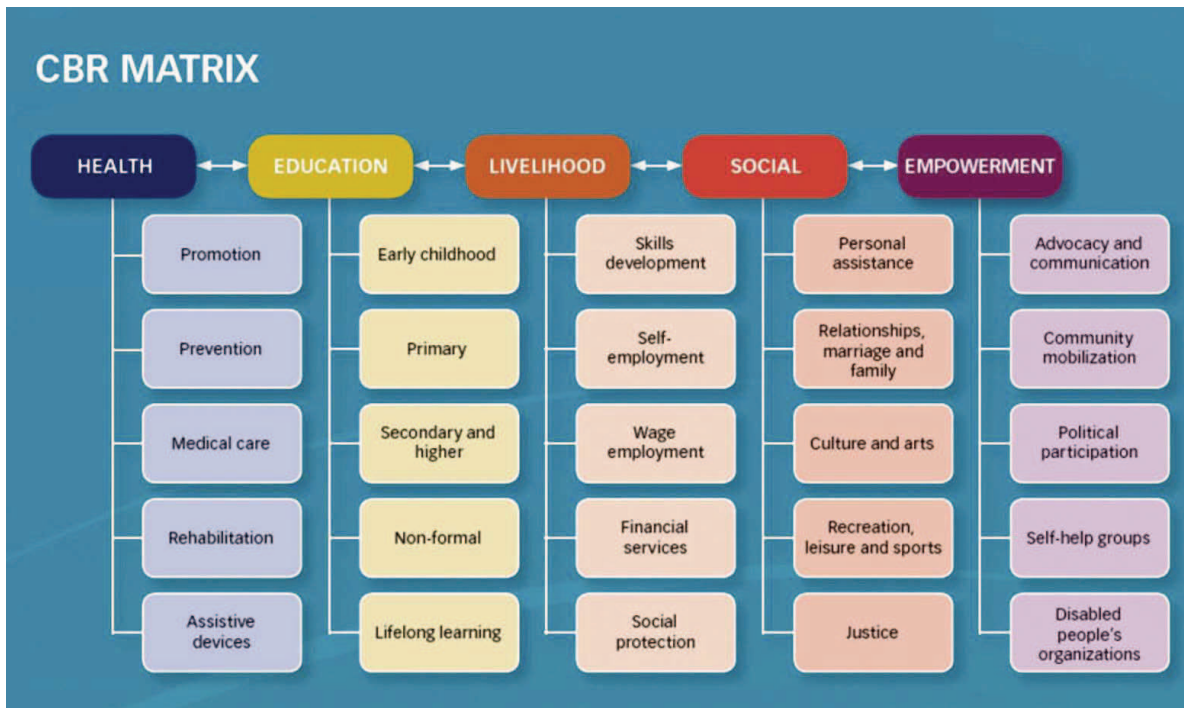 CBR MATRIX
HEALTH
EDUCATION
LIVELIHOOD
SOCIAL
EMPOWERMENT
Promotion
Prevention
Medical care
Rehabilitation
Assistive
devices
Early childhood
Primary
Secondary and
higher
Non-formal
Lifelong learning
Skills
development
Self-
employment
Wage
employment
Financial
services
Social
protection
Personal
assistance
Relationships,
marriage and
family
Culture and arts
Recreation,
leisure and sports
Justice
Advocacy and
communication
Community
mobilization
Political
participation
Self-help groups
Disabled
people's
organizations